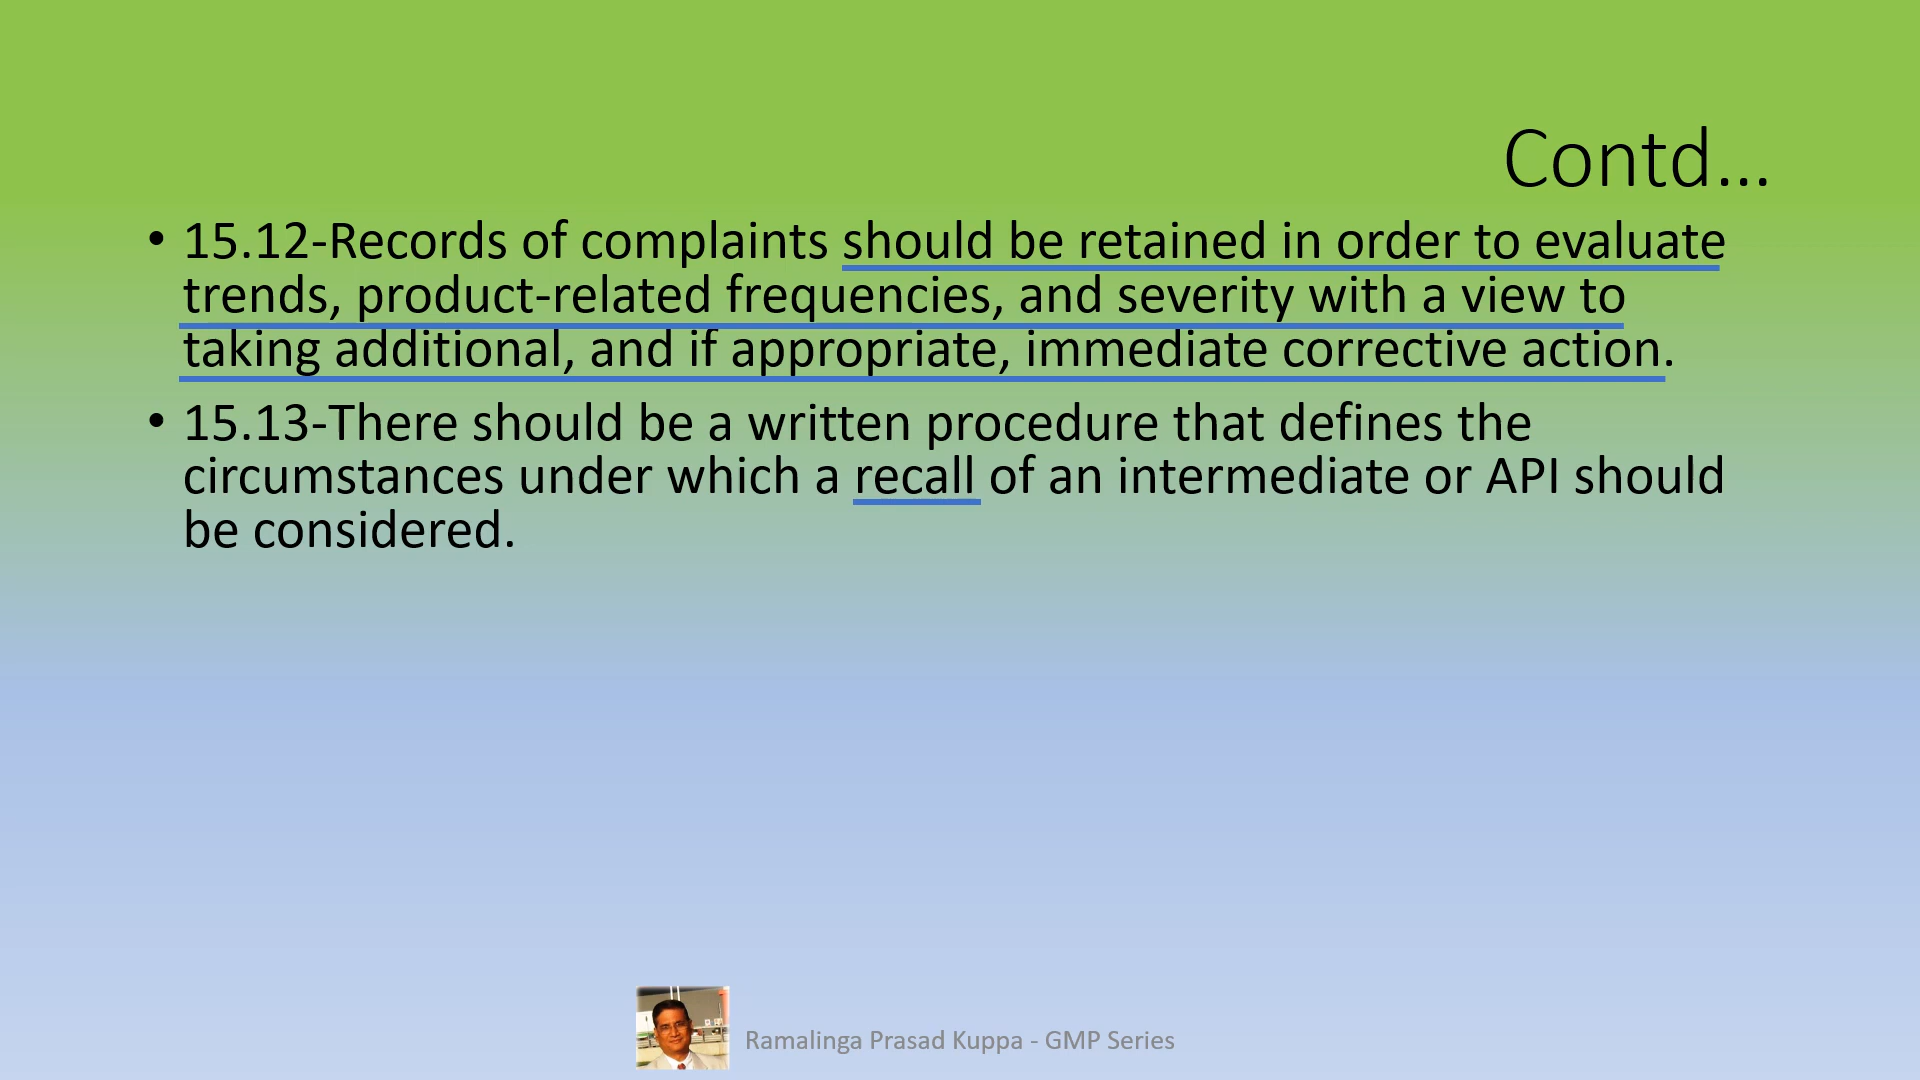 Contd...
• 15.12-Records of complaints should be retained in order to evaluate
trends, product-related frequencies, and severity with a view to
taking additional, and if appropriate, immediate corrective action.
• 15.13-There should be a written procedure that defines the
circumstances under which a recall of an intermediate or API should
be considered.
Ramalinga Prasad Kuppa - GMP Series